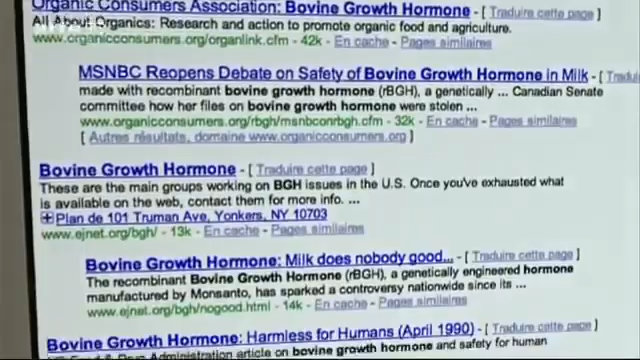 Organic Consumers Association: Bovine Growth Hormone - [ Traduire cette page ]
All About Organics: Research and action to promote organic food and agriculture.
www.organicconsumers.org/organlink.cfm - 42k - En cache - Pages similaires
MSNBC Reopens Debate on Safety of Bovine Growth Hormone in Milk - [ Tradu
made with recombinant bovine growth hormone (rBGH), a genetically ... Canadian Senate
committee how her files on bovine growth hormone were stolen ...
www.organicconsumers.org/rbgh/msnbconrbgh.cfm - 32k - En cache - Pages similaires
[ Autres résultats, domaine www.organicconsumers.org ]
Bovine Growth Hormone - [ Traduire cette page ]
These are the main groups working on BGH issues in the U.S. Once you've exhausted what
is available on the web, contact them for more info. ...
Plan de 101 Truman Ave, Yonkers, NY 10703
www.ejnet.org/bgh/ - 13k - En cache - Pages similaires
Bovine Growth Hormone: Milk does nobody good... - [ Traduire cette page ]
The recombinant Bovine Growth Hormone (rBGH), a genetically engineered hormone
manufactured by Monsanto, has sparked a controversy nationwide since its ...
www.ejnet.org/bgh/nogood.html - 14k - En cache - Pages similaires
Bovine Growth Hormone: Harmless for Humans (April 1990) - [ Traduire cette page ]
Administration article on bovine growth hormone and safety for human